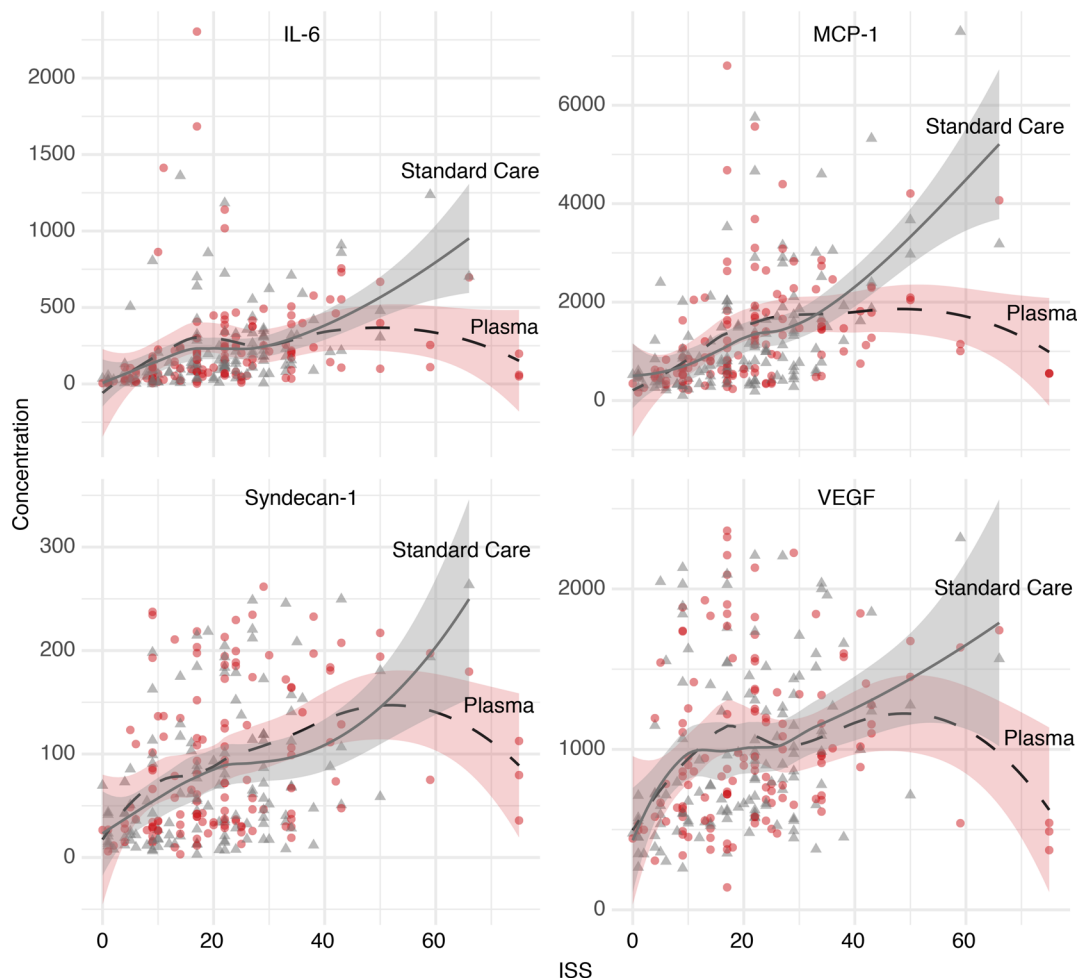 IL-6
2000
1500
1000
500
0
Standard Care
Plasma
MCP-1
6000
4000
2000
0
Standard Care
Plasma
Concentration
Syndecan-1
300
200
100
0
Standard Care
Plasma
0 20 40 60
VEGF
2000
1000
0
Standard Care
Plasma
0 20 40 60
ISS